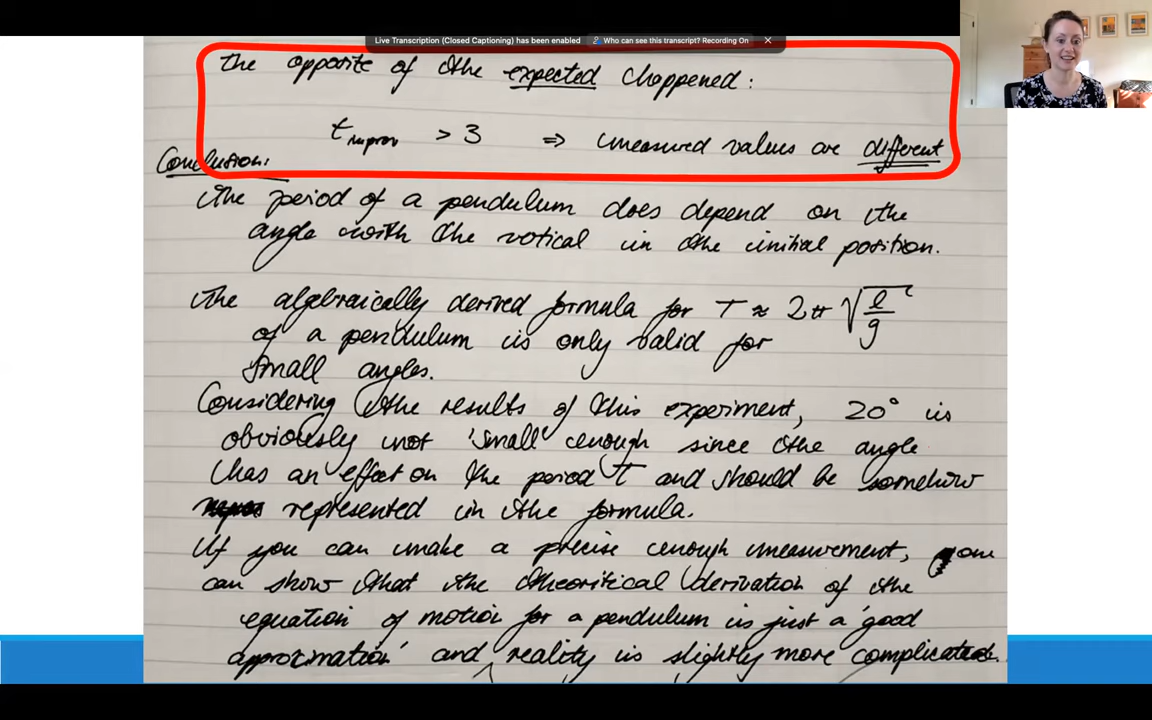 Live Transcription (Closed Captioning) has been enabled
Who can see this transcript? Recording On
the opposite of the expected happened:
t improv > 3 ⇒ measured values are different
Conclusion:
The period of a pendulum does depend on the
angle with the vertical in the initial position.
The algebraically derived formula for T ≈ 2π √(l/g)
of a pendulum is only valid for
small angles.
Considering the results of this experiment, 20° is
obviously not 'small' enough since the angle
has an effect on the period T and should be somehow
represented in the formula.
If you can make a precise enough measurement, you
can show that the theoritical derivation of the
equation of motion for a pendulum is just a 'good
approximation' and reality is slightly more complicated.